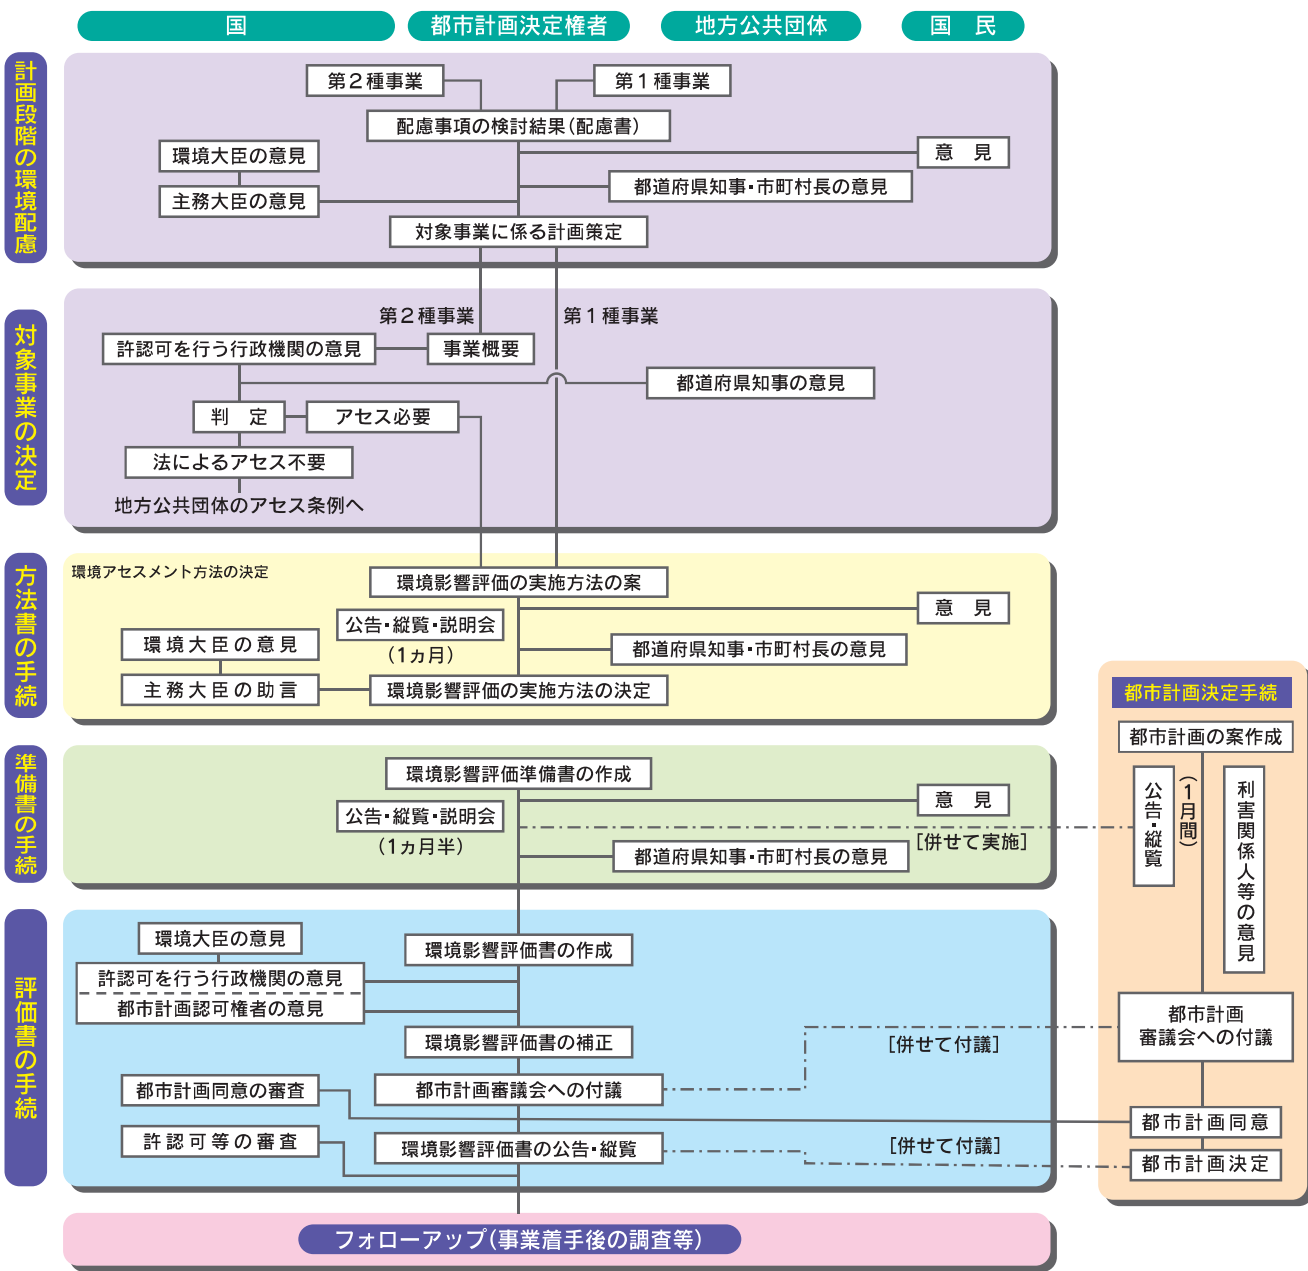 国
都市計画決定権者
地方公共団体
国　民
計画段階の環境配慮
第２種事業
第１種事業
配慮事項の検討結果（配慮書）
環境大臣の意見
意　見
主務大臣の意見
都道府県知事・市町村長の意見
対象事業に係る計画策定
対象事業の決定
第２種事業
第１種事業
許認可を行う行政機関の意見
事業概要
都道府県知事の意見
判　定
アセス必要
法によるアセス不要
地方公共団体のアセス条例へ
方法書の手続
環境アセスメント方法の決定
環境影響評価の実施方法の案
意　見
公告・縦覧・説明会
（1ヵ月）
環境大臣の意見
都道府県知事・市町村長の意見
主務大臣の助言
環境影響評価の実施方法の決定
準備書の手続
環境影響評価準備書の作成
意　見
公告・縦覧・説明会
（1ヵ月半）
［併せて実施］
都道府県知事・市町村長の意見
評価書の手続
環境大臣の意見
環境影響評価書の作成
許認可を行う行政機関の意見
都市計画認可権者の意見
環境影響評価書の補正
［併せて付議］
都市計画同意の審査
都市計画審議会への付議
許認可等の審査
環境影響評価書の公告・縦覧
［併せて付議］
都市計画決定手続
都市計画の案作成
公告・縦覧
（１月間）
利害関係人等の意見
都市計画
審議会への付議
都市計画同意
都市計画決定
フォローアップ（事業着手後の調査等）